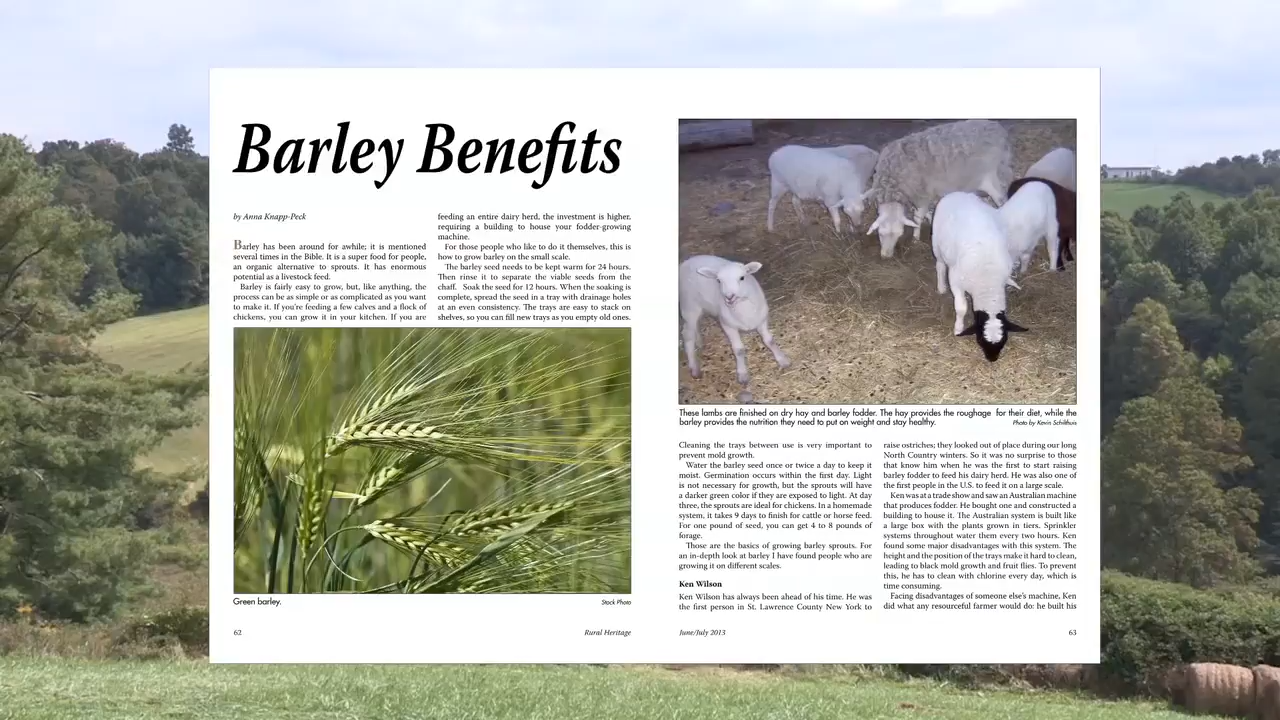 Barley Benefits
by Anna Knapp-Peck
Barley has been around for awhile; it is mentioned
several times in the Bible. It is a super food for people,
an organic alternative to sprouts. It has enormous
potential as a livestock feed.
Barley is fairly easy to grow, but, like anything, the
process can be as simple or as complicated as you want
to make it. If you're feeding a few calves and a flock of
chickens, you can grow it in your kitchen. If you are
feeding an entire dairy herd, the investment is higher,
requiring a building to house your fodder-growing
machine.
For those people who like to do it themselves, this is
how to grow barley on the small scale.
The barley seed needs to be kept warm for 24 hours.
Then rinse it to separate the viable seeds from the
chaff. Soak the seed for 12 hours. When the soaking is
complete, spread the seed in a tray with drainage holes
at an even consistency. The trays are easy to stack on
shelves, so you can fill new trays as you empty old ones.
Green barley.
Stock Photo
62
Rural Heritage
These lambs are finished on dry hay and barley fodder. The hay provides the roughage for their diet, while the
barley provides the nutrition they need to put on weight and stay healthy.
Photo by Kevin Schilthuis
Cleaning the trays between use is very important to
prevent mold growth.
Water the barley seed once or twice a day to keep it
moist. Germination occurs within the first day. Light
is not necessary for growth, but the sprouts will have
a darker green color if they are exposed to light. At day
three, the sprouts are ideal for chickens. In a homemade
system, it takes 9 days to finish for cattle or horse feed.
For one pound of seed, you can get 4 to 8 pounds of
forage.
Those are the basics of growing barley sprouts. For
an in-depth look at barley I have found people who are
growing it on different scales.
Ken Wilson
Ken Wilson has always been ahead of his time. He was
the first person in St. Lawrence County New York to
raise ostriches; they looked out of place during our long
North Country winters. So it was no surprise to those
that know him when he was the first to start raising
barley fodder to feed his dairy herd. He was also one of
the first people in the U.S. to feed it on a large scale.
Ken was at a trade show and saw an Australian machine
that produces fodder. He bought one and constructed a
building to house it. The Australian system is built like
a large box with the plants grown in tiers. Sprinkler
systems throughout water them every two hours. Ken
found some major disadvantages with this system. The
height and the position of the trays make it hard to clean,
leading to black mold growth and fruit flies. To prevent
this, he has to clean with chlorine every day, which is
time consuming.
Facing disadvantages of someone else's machine, Ken
did what any resourceful farmer would do: he built his
June/July 2013
63